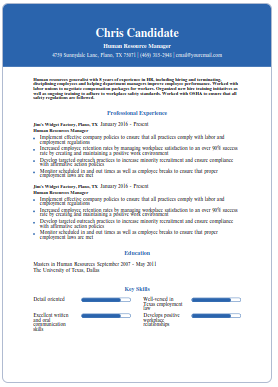 Chris Candidate
Human Resource Manager
4759 Sunnydale Lane, Plano, TX 75071 | (469) 385-2948 | email@youremail.com
Human resources generalist with 8 years of experience in HR, including hiring and terminating,
disciplining employees and helping department managers improve employee performance. Worked with
labor unions to negotiate compensation packages for workers. Organized new hire training initiatives as
well as ongoing training to adhere to workplace safety standards. Worked with OSHA to ensure that all
safety regulations are followed.
Professional Experience
Jim's Widget Factory, Plano, TX January 2016 - Present
Human Resources Manager
Implement effective company policies to ensure that all practices comply with labor and
employment regulations
Increased employee retention rates by managing workplace satisfaction to an over 90% success
rate by creating and maintaining a positive work environment
Develop targeted outreach practices to increase minority recruitment and ensure compliance
with affirmative action policies
Monitor scheduled in and out times as well as employee breaks to ensure that proper
employment laws are met
Jim's Widget Factory, Plano, TX January 2016 - Present
Human Resources Manager
Implement effective company policies to ensure that all practices comply with labor and
employment regulations
Increased employee retention rates by managing workplace satisfaction to an over 90% success
rate by creating and maintaining a positive work environment
Develop targeted outreach practices to increase minority recruitment and ensure compliance
with affirmative action policies
Monitor scheduled in and out times as well as employee breaks to ensure that proper
employment laws are met
Education
Masters in Human Resources September 2007 - May 2011
The University of Texas, Dallas
Key Skills
Detail oriented
Well-versed in
Texas employment
law
Excellent written
and oral
communication
skills
Develops positive
workplace
relationships